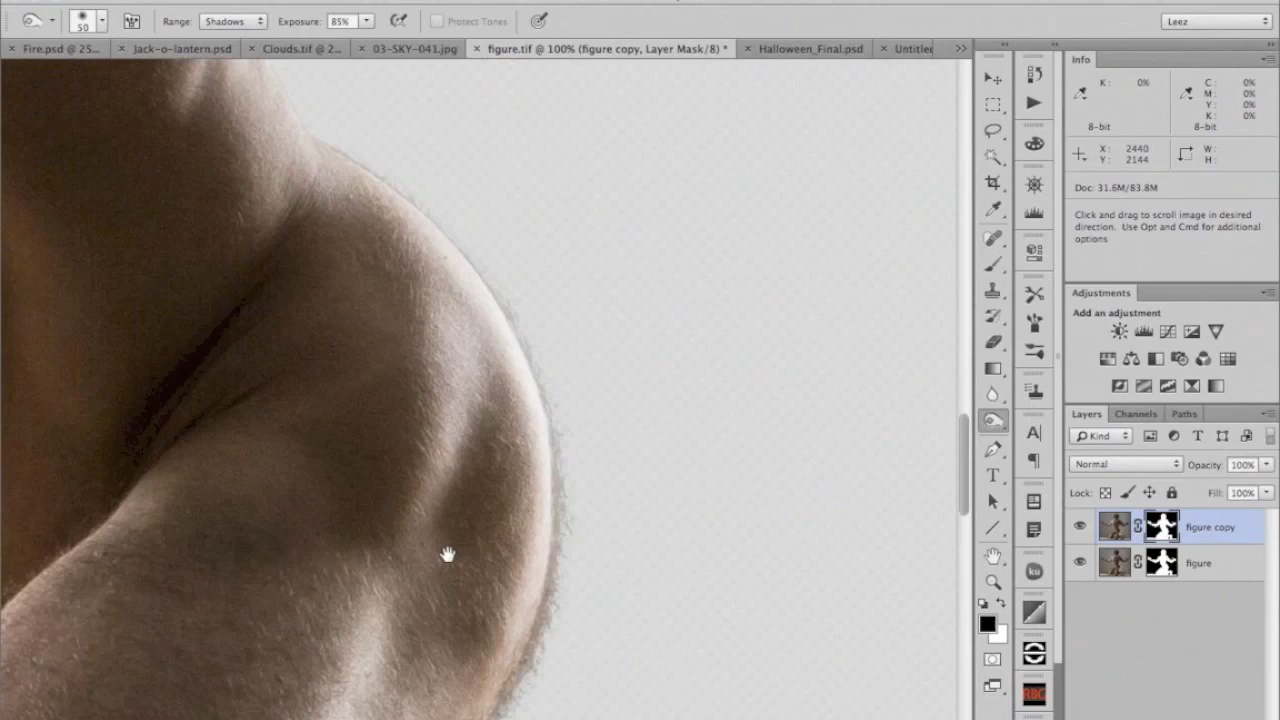 50 Range: Shadows Exposure: 85% Protect Tones Leez
× Fire.psd @ 25... × Jack-o-lantern.psd × Clouds.tif @ 2... × 03-SKY-041.jpg × figure.tif @ 100% (figure copy, Layer Mask/8) * × Halloween_Final.psd × Untitled >>
Info
K: 0% C: 0%
M: 0%
Y: 0%
K: 0%
8-bit 8-bit
X: 2440 W:
Y: 2144 H:
Doc: 31.6M/83.8M
Click and drag to scroll image in desired
direction. Use Opt and Cmd for additional
options
Adjustments
Add an adjustment
Layers Channels Paths
Kind T
Normal Opacity: 100%
Lock: Fill: 100%
figure copy
figure
T
A|
¶
ku
RBG